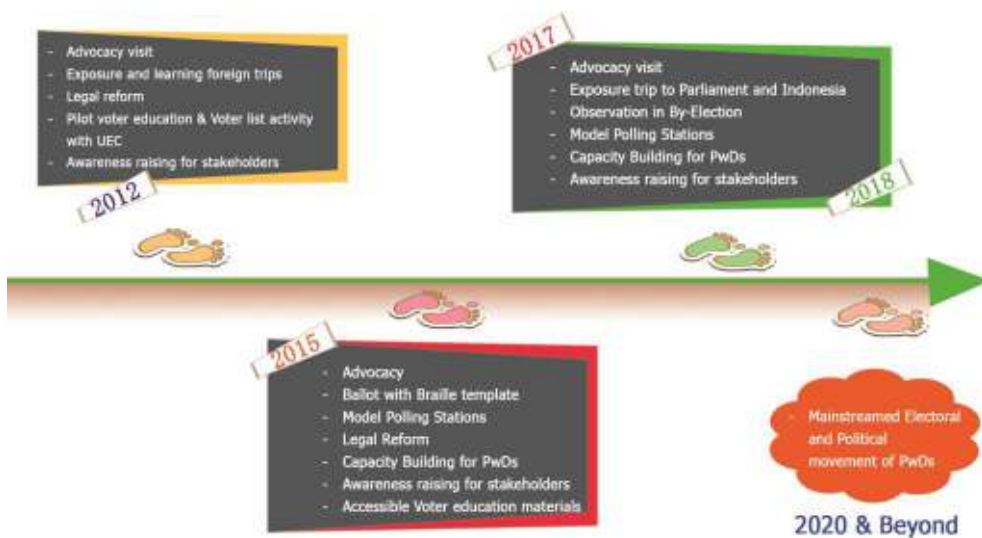 - Advocacy visit
- Exposure and learning foreign trips
- Legal reform
- Pilot voter education & Voter list activity
with UEC
- Awareness raising for stakeholders
2012
2017
- Advocacy visit
- Exposure trip to Parliament and Indonesia
- Observation in By-Election
- Model Polling Stations
- Capacity Building for PwDs
- Awareness raising for stakeholders
2018
2015
- Advocacy
- Ballot with Braille template
- Model Polling Stations
- Legal Reform
- Capacity Building for PwDs
- Awareness raising for stakeholders
- Accessible Voter education materials
- Mainstreamed Electoral
and Political
movement of PwDs
2020 & Beyond